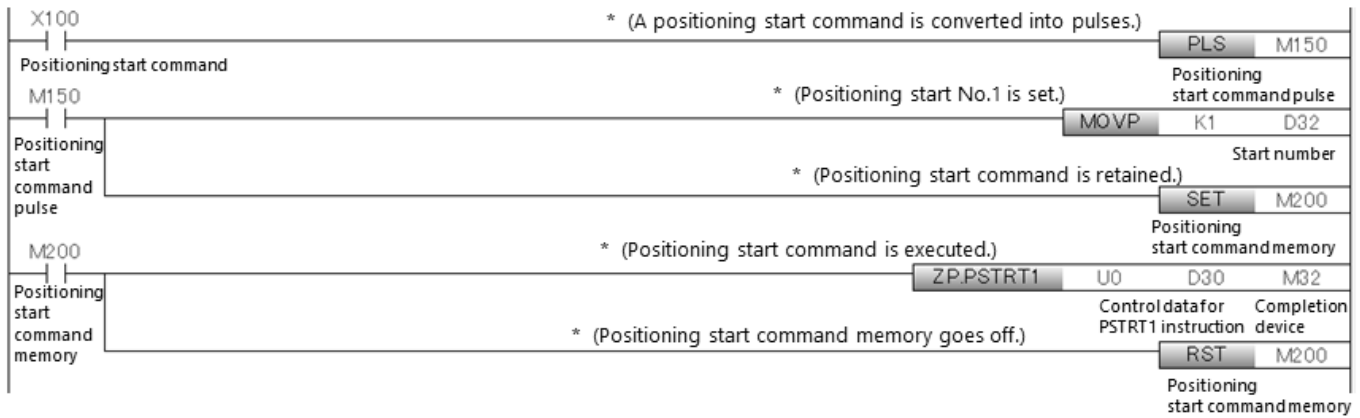 X100
* (A positioning start command is converted into pulses.)
PLS M150
Positioning start command
Positioning
start command pulse
M150
* (Positioning start No.1 is set.)
MOVP K1 D32
Positioning
start
command
pulse
Start number
* (Positioning start command is retained.)
SET M200
Positioning
start command memory
M200
* (Positioning start command is executed.)
ZP.PSTRT1 U0 D30 M32
Positioning
start
command
memory
Control data for
PSTRT1 instruction
Completion
device
* (Positioning start command memory goes off.)
RST M200
Positioning
start command memory